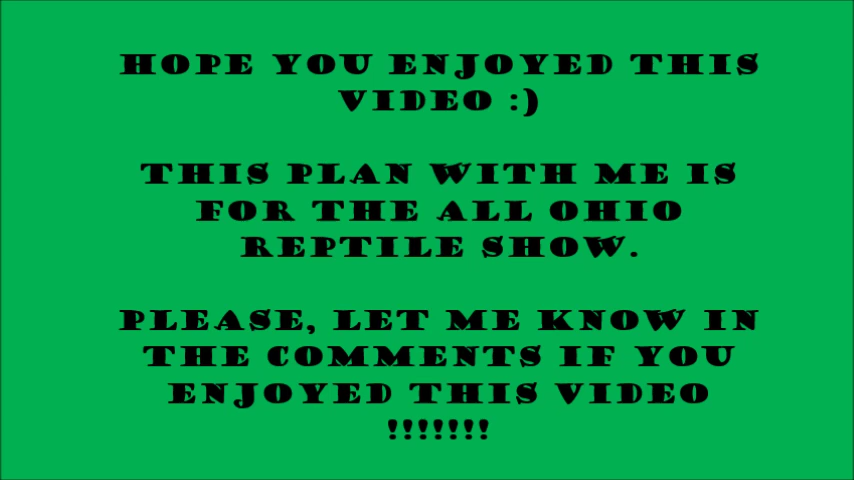 HOPE YOU ENJOYED THIS
VIDEO :)
THIS PLAN WITH ME IS
FOR THE ALL OHIO
REPTILE SHOW.
PLEASE, LET ME KNOW IN
THE COMMENTS IF YOU
ENJOYED THIS VIDEO
!!!!!!!